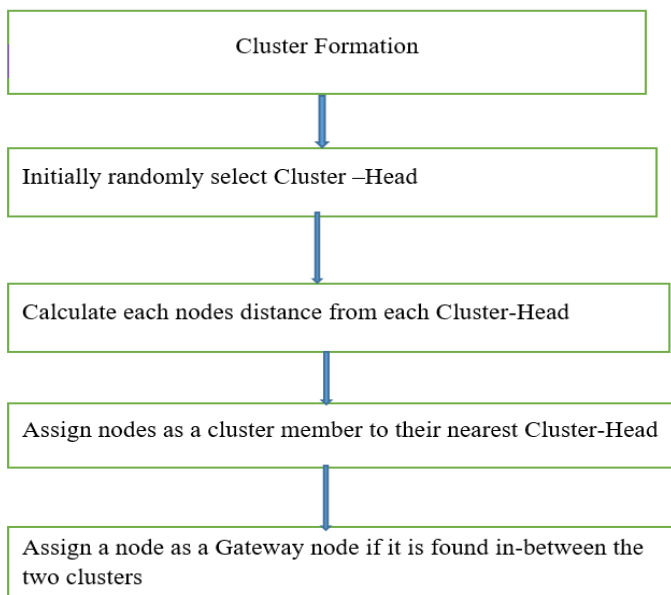 Cluster Formation
Initially randomly select Cluster –Head
Calculate each nodes distance from each Cluster-Head
Assign nodes as a cluster member to their nearest Cluster-Head
Assign a node as a Gateway node if it is found in-between the
two clusters